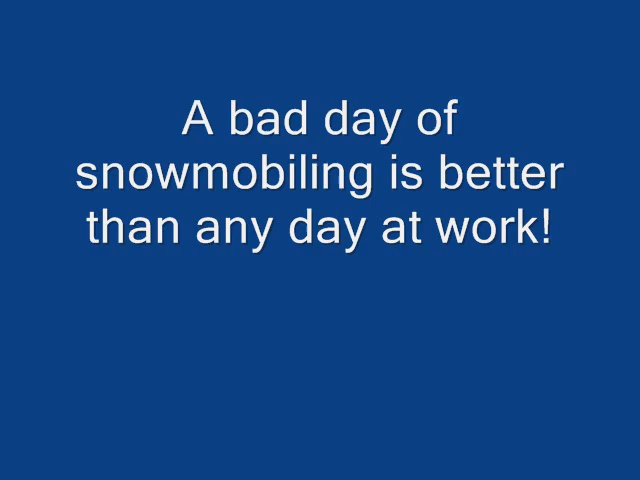 A bad day of
snowmobiling is better
than any day at work!